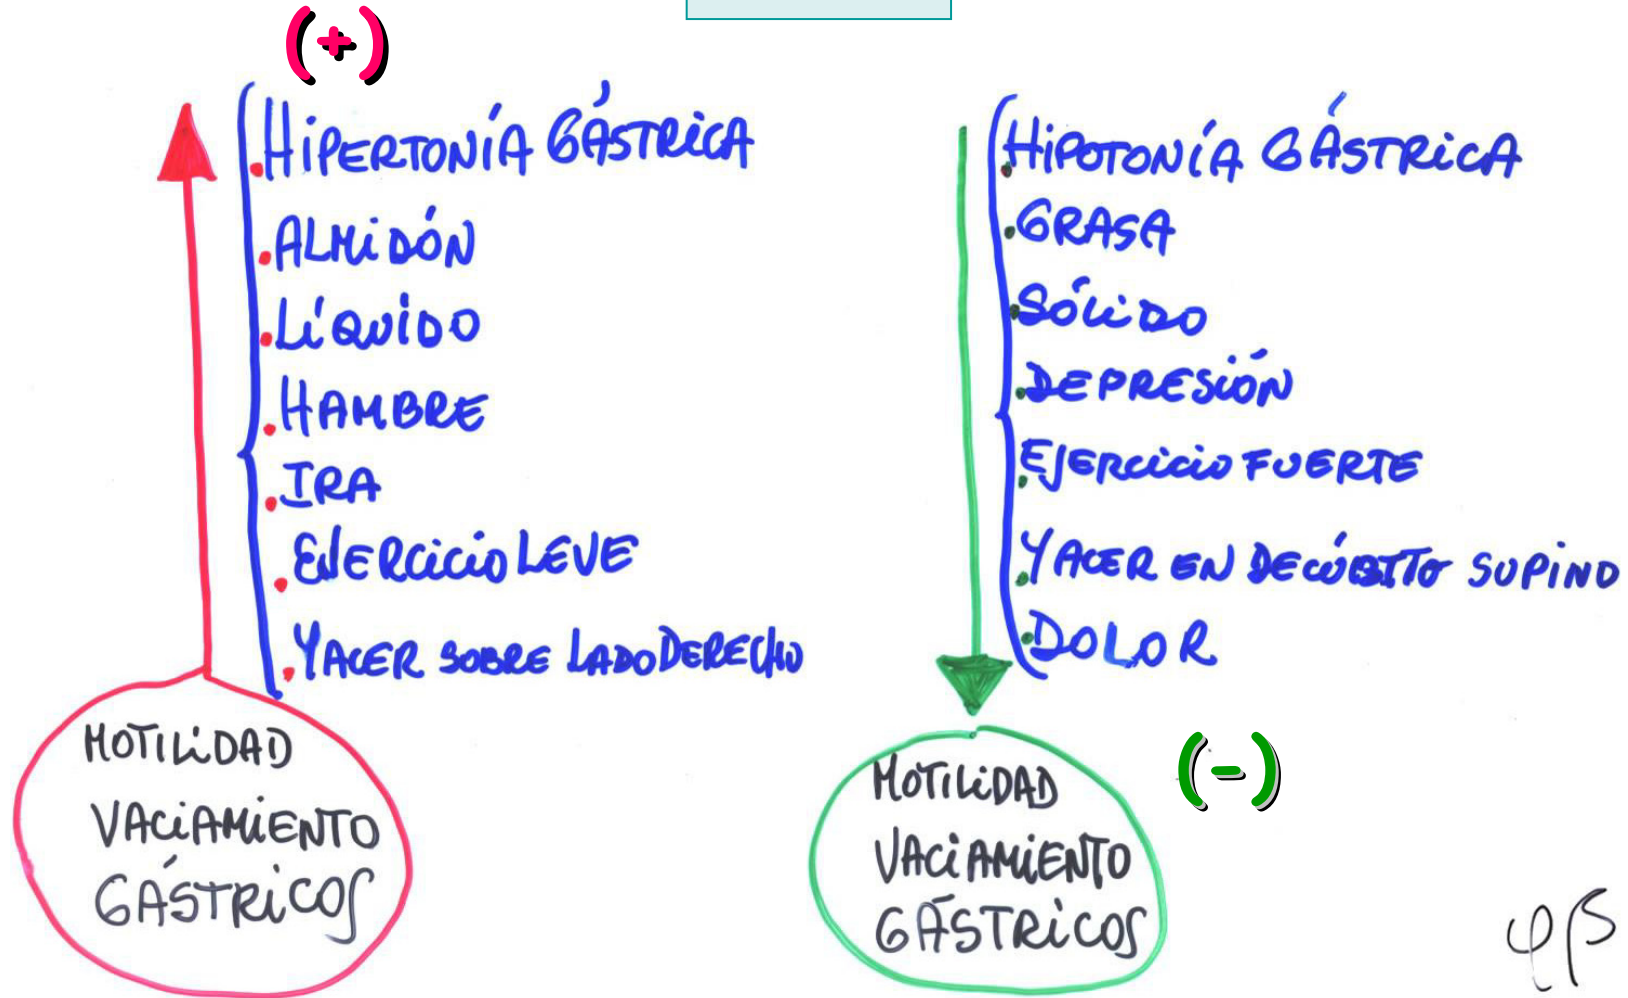 (+)
.HIPERTONÍA GÁSTRICA
.ALMIDÓN
.LÍQUIDO
.HAMBRE
.IRA
.EJERCICIO LEVE
.YACER SOBRE LADO DERECHO
MOTILIDAD
VACIAMIENTO
GÁSTRICOS
.HIPOTONÍA GÁSTRICA
.GRASA
.SÓLIDO
.DEPRESIÓN
.EJERCICIO FUERTE
.YACER EN DECÚBITO SUPINO
.DOLOR
(-)
MOTILIDAD
VACIAMIENTO
GÁSTRICOS